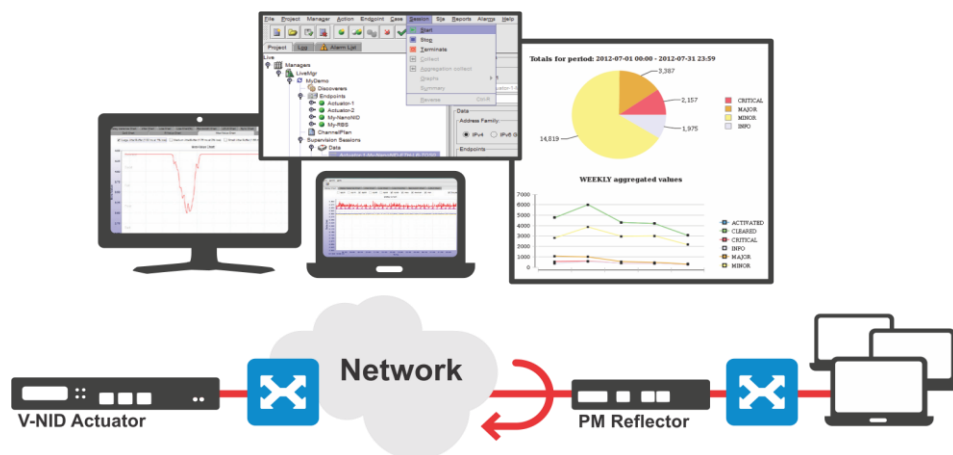 File Project Manager Action Endpoint Case Session Site Reports Alarms Help
Project Log Alarm List
Live
Managers
LiveMgr
MyDemo
Discoverers
Endpoints
Actuator-1
Actuator-2
My-NanoNID
My-RBS
ChannelPlan
Supervision Sessions
Data
Start
Stop
Terminate
Collect
Aggregation collect
Graphs
Summary
Reverse Ctrl-R
Data
Address Family:
IPv4 IPv6
Endpoints
Totals for period: 2012-07-01 00:00 - 2012-07-31 23:59
3,387
2,157
1,975
14,519
CRITICAL
MAJOR
MINOR
INFO
WEEKLY aggregated values
7000
6000
5000
4000
3000
2000
1000
0
ACTIVATED
CLEARED
CRITICAL
INFO
MAJOR
MINOR
Network
V-NID Actuator
PM Reflector